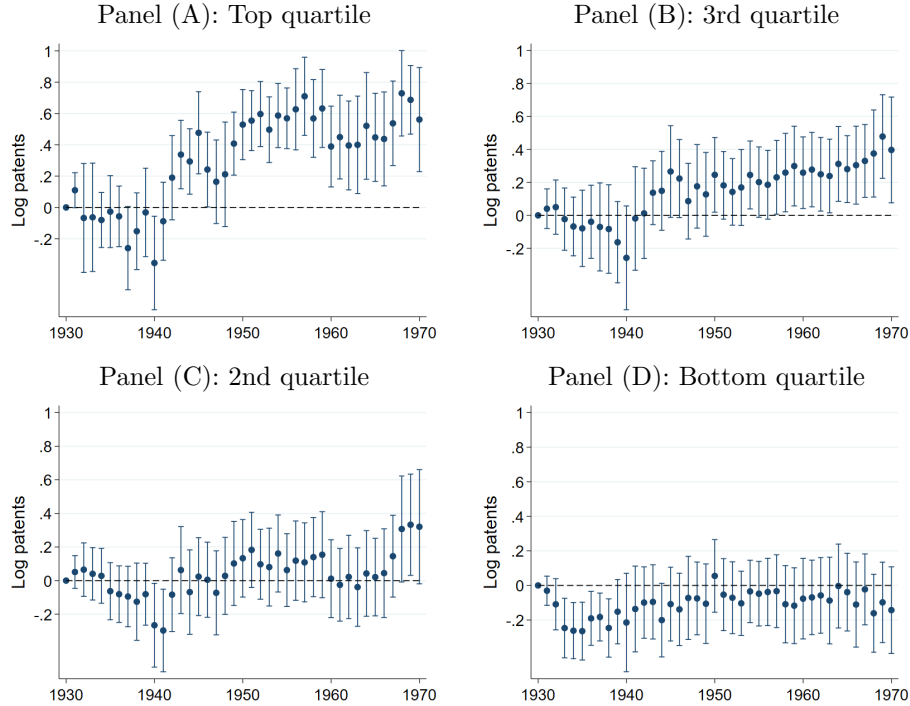 Panel (A): Top quartile
Log patents
1
.8
.6
.4
.2
0
-.2
1930 1940 1950 1960 1970
Panel (B): 3rd quartile
Log patents
1
.8
.6
.4
.2
0
-.2
1930 1940 1950 1960 1970
Panel (C): 2nd quartile
Log patents
1
.8
.6
.4
.2
0
-.2
1930 1940 1950 1960 1970
Panel (D): Bottom quartile
Log patents
1
.8
.6
.4
.2
0
-.2
1930 1940 1950 1960 1970